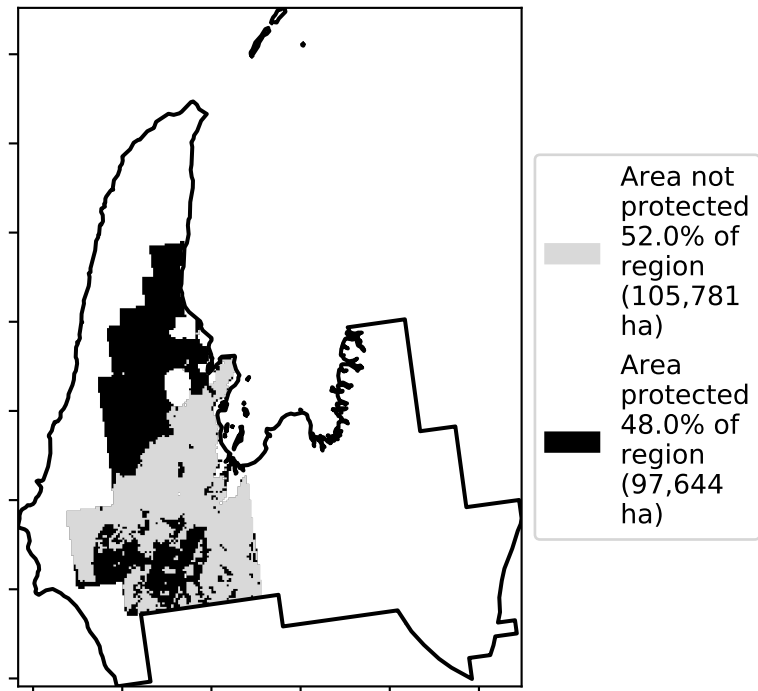 Area not
protected
52.0% of
region
(105,781
ha)
Area
protected
48.0% of
region
(97,644
ha)